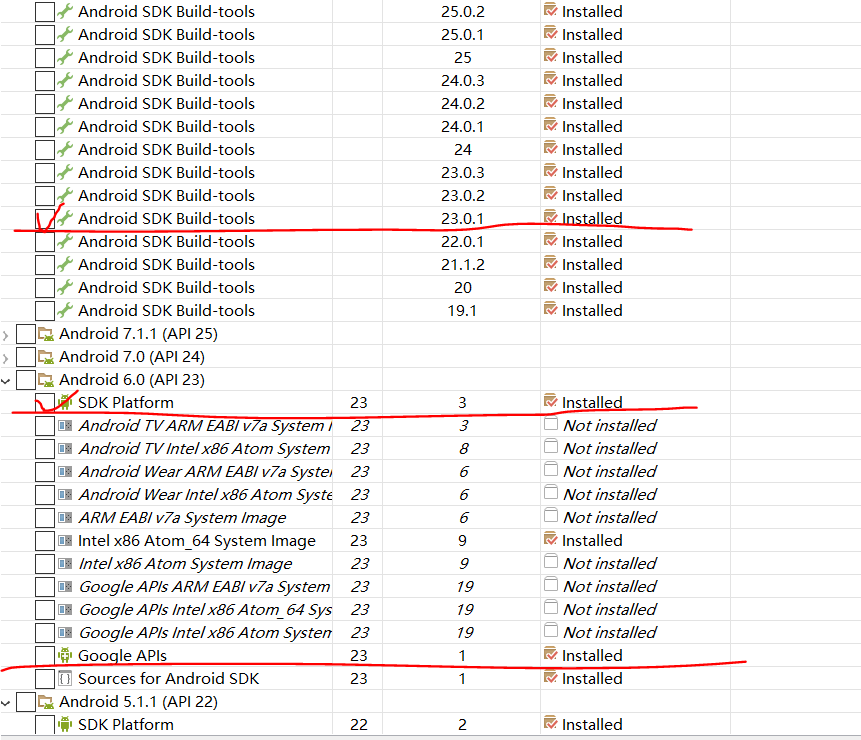 Android SDK Build-tools 25.0.2 Installed
Android SDK Build-tools 25.0.1 Installed
Android SDK Build-tools 25 Installed
Android SDK Build-tools 24.0.3 Installed
Android SDK Build-tools 24.0.2 Installed
Android SDK Build-tools 24.0.1 Installed
Android SDK Build-tools 24 Installed
Android SDK Build-tools 23.0.3 Installed
Android SDK Build-tools 23.0.2 Installed
Android SDK Build-tools 23.0.1 Installed
Android SDK Build-tools 22.0.1 Installed
Android SDK Build-tools 21.1.2 Installed
Android SDK Build-tools 20 Installed
Android SDK Build-tools 19.1 Installed
Android 7.1.1 (API 25)
Android 7.0 (API 24)
Android 6.0 (API 23)
SDK Platform 23 3 Installed
Android TV ARM EABI v7a System 23 3 Not installed
Android TV Intel x86 Atom System 23 8 Not installed
Android Wear ARM EABI v7a Syster 23 6 Not installed
Android Wear Intel x86 Atom Syste 23 6 Not installed
ARM EABI v7a System Image 23 6 Not installed
Intel x86 Atom_64 System Image 23 9 Installed
Intel x86 Atom System Image 23 9 Not installed
Google APIs ARM EABI v7a System 23 19 Not installed
Google APIs Intel x86 Atom_64 Sys 23 19 Not installed
Google APIs Intel x86 Atom System 23 19 Not installed
Google APIs 23 1 Installed
Sources for Android SDK 23 1 Installed
Android 5.1.1 (API 22)
SDK Platform 22 2 Installed